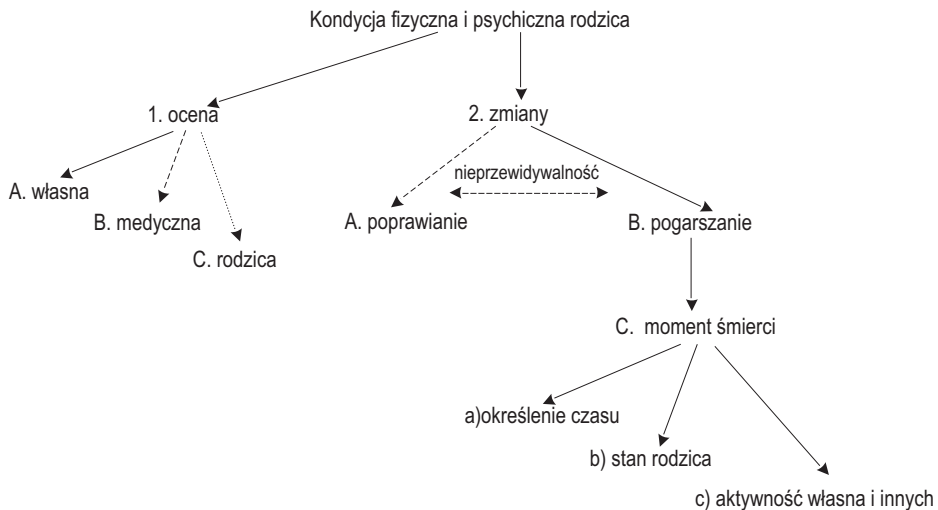 Kondycja fizyczna i psychiczna rodzica
1. ocena
2. zmiany
nieprzewidywalność
A. własna
B. medyczna
C. rodzica
A. poprawianie
B. pogarszanie
C. moment śmierci
a)określenie czasu
b) stan rodzica
c) aktywność własna i innych